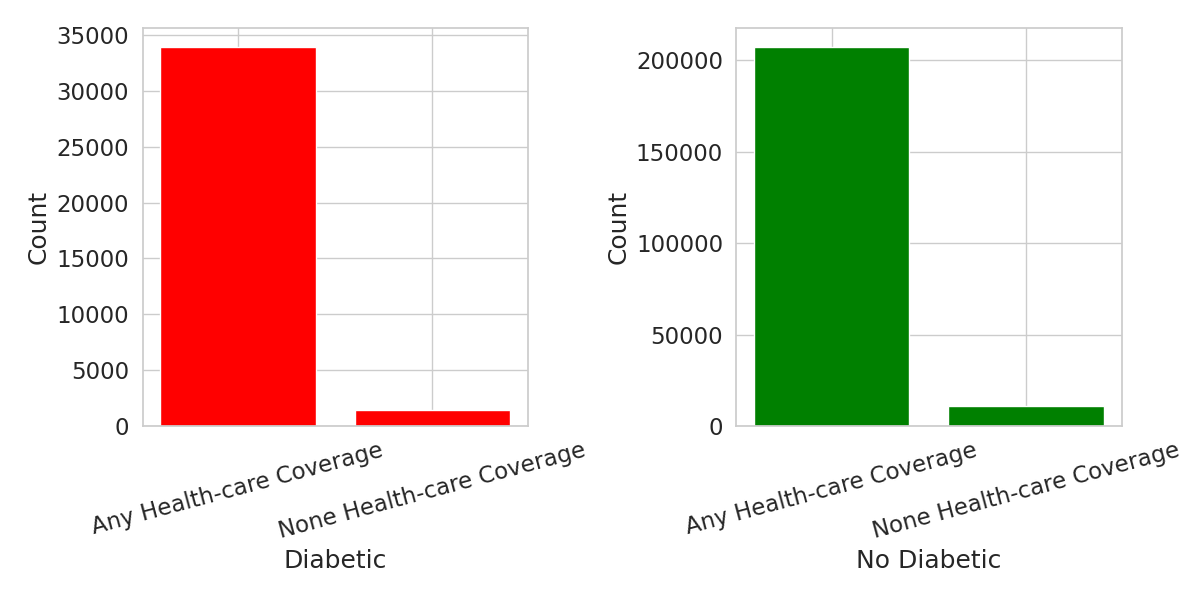 35000
30000
25000
20000
15000
10000
5000
0
Count
Any Health-care Coverage
None Health-care Coverage
Diabetic
200000
150000
100000
50000
0
Count
Any Health-care Coverage
None Health-care Coverage
No Diabetic